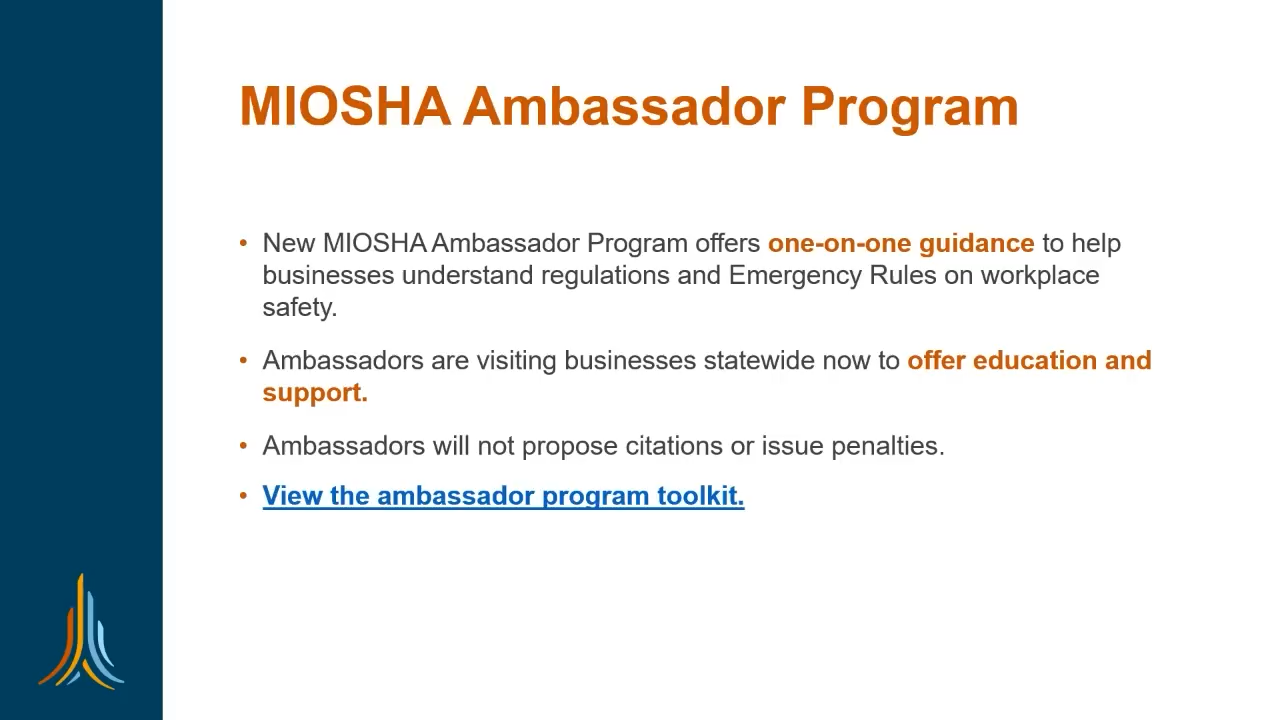 MIOSHA Ambassador Program
• New MIOSHA Ambassador Program offers one-on-one guidance to help
businesses understand regulations and Emergency Rules on workplace
safety.
• Ambassadors are visiting businesses statewide now to offer education and
support.
• Ambassadors will not propose citations or issue penalties.
• View the ambassador program toolkit.